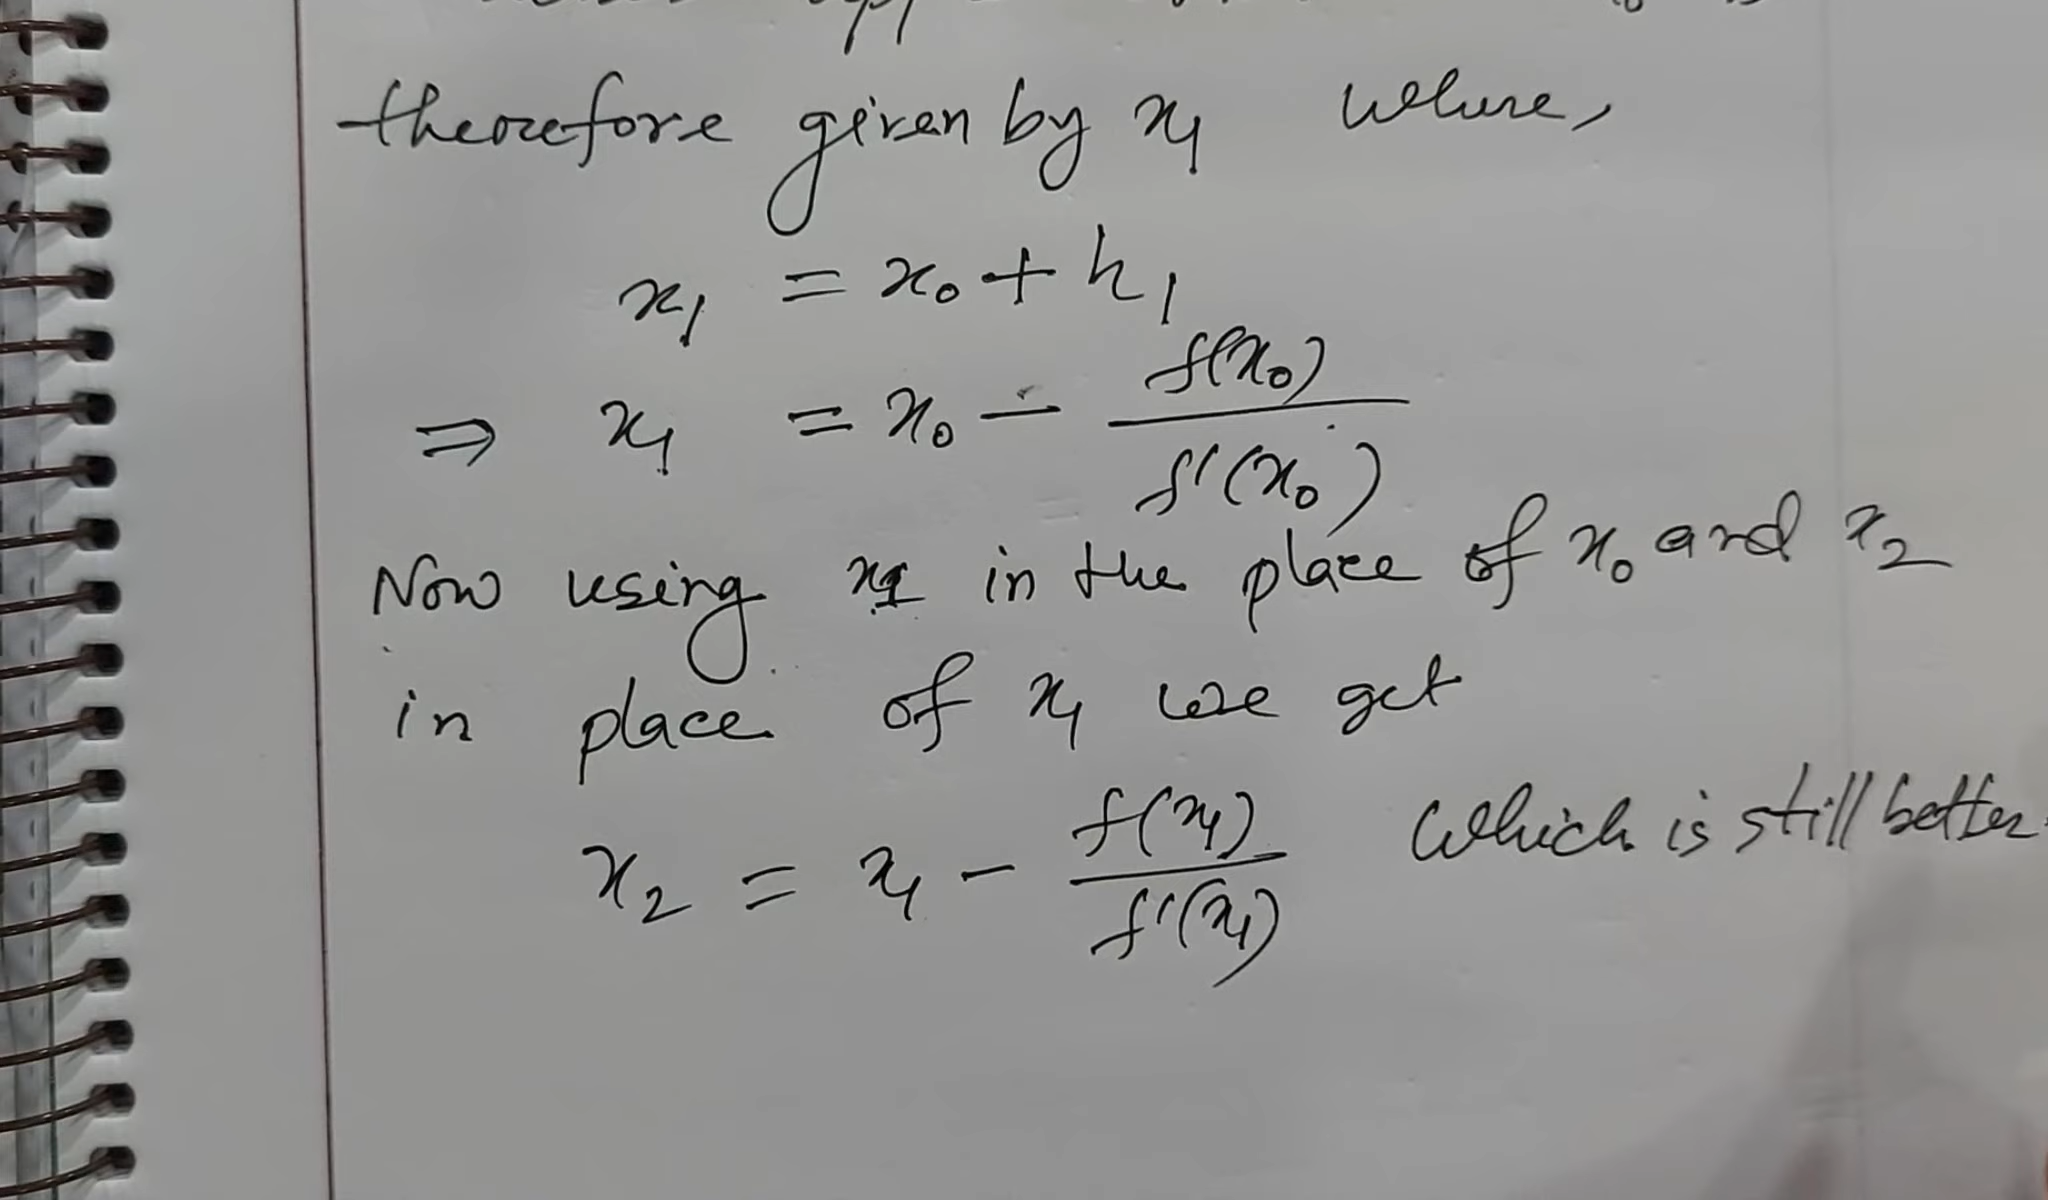 therefore given by x₁ where,
x₁ = x₀ + h₁
⇒ x₁ = x₀ - f(x₀) / f'(x₀)
Now using x₁ in the place of x₀ and x₂
in place of x₁ we get
x₂ = x₁ - f(x₁) / f'(x₁) which is still better